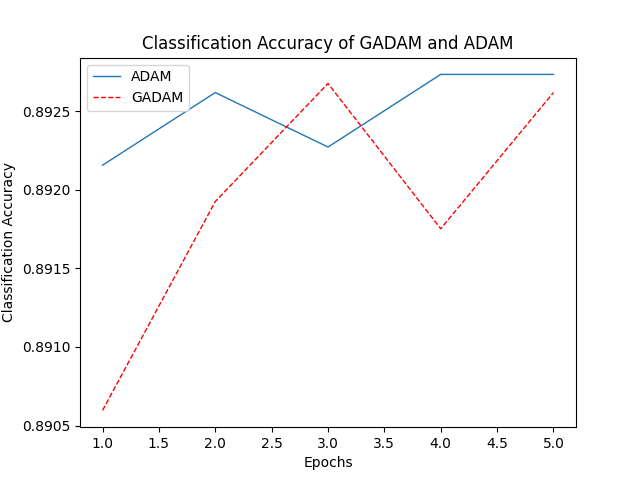 Classification Accuracy of GADAM and ADAM
ADAM
GADAM
0.8925
0.8920
0.8915
0.8910
0.8905
Classification Accuracy
1.0 1.5 2.0 2.5 3.0 3.5 4.0 4.5 5.0
Epochs